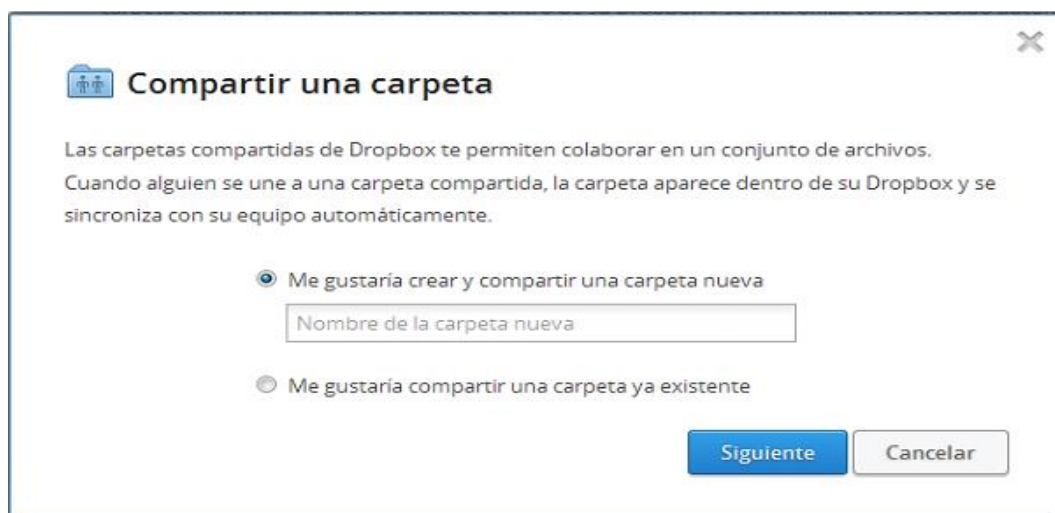 Compartir una carpeta
Las carpetas compartidas de Dropbox te permiten colaborar en un conjunto de archivos.
Cuando alguien se une a una carpeta compartida, la carpeta aparece dentro de su Dropbox y se
sincroniza con su equipo automáticamente.
Me gustaría crear y compartir una carpeta nueva
Nombre de la carpeta nueva
Me gustaría compartir una carpeta ya existente
Siguiente Cancelar